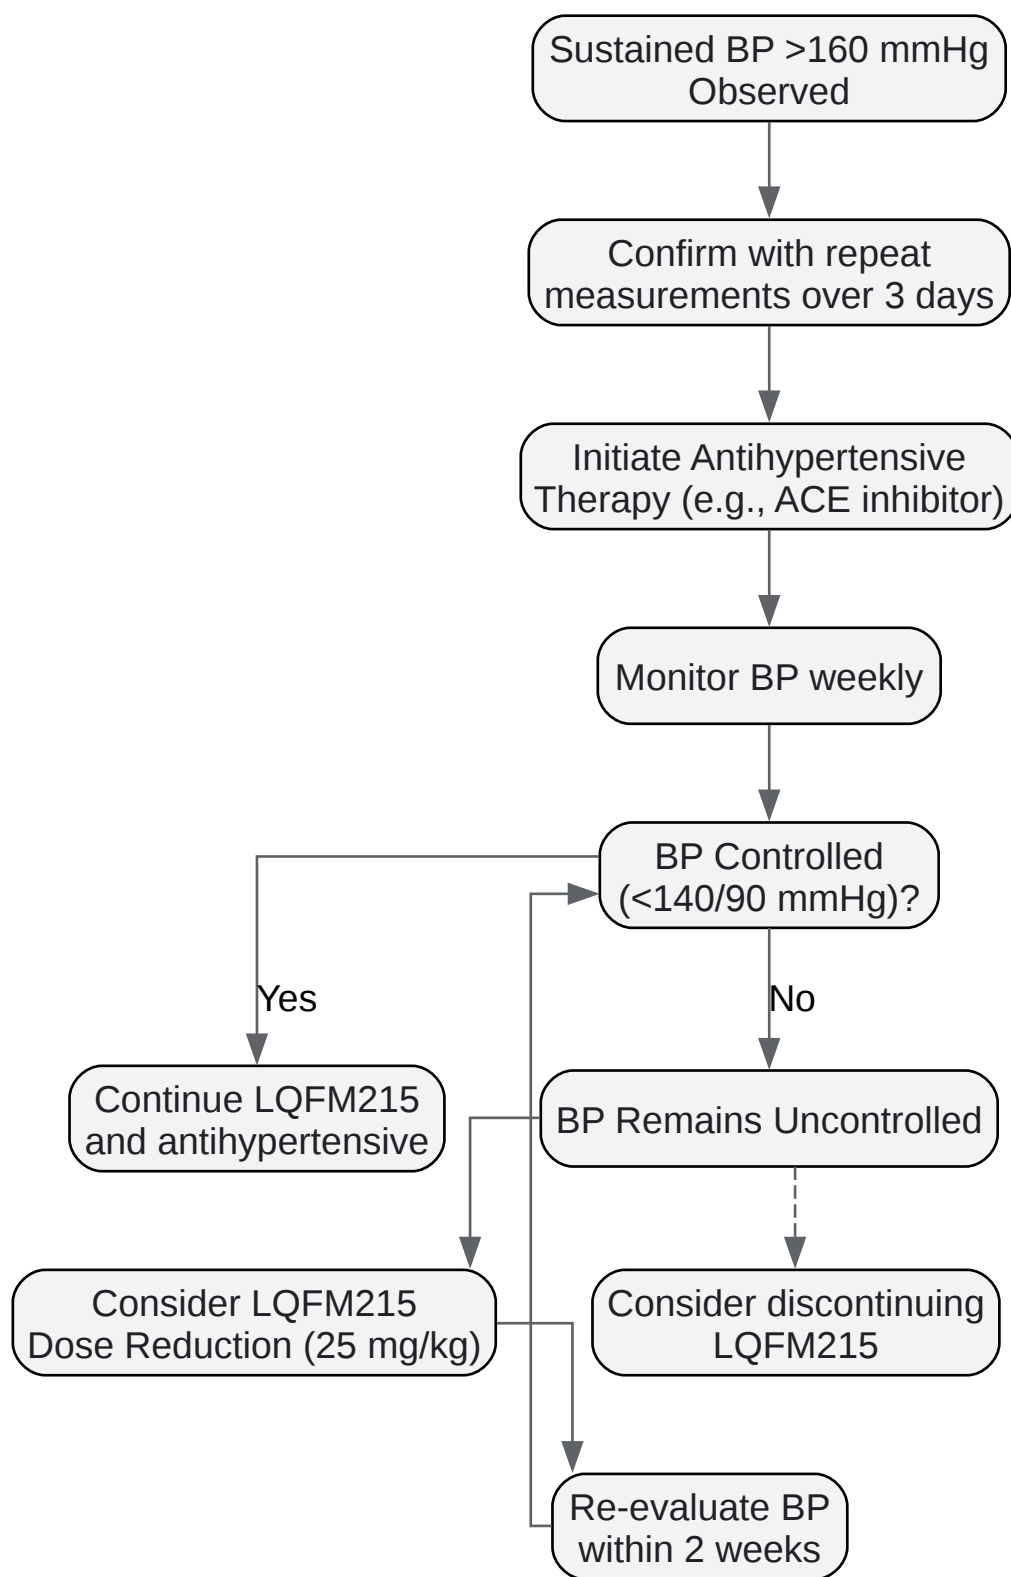 Sustained BP >160 mmHg
Observed
Confirm with repeat
measurements over 3 days
Initiate Antihypertensive
Therapy (e.g., ACE inhibitor)
Monitor BP weekly
BP Controlled
(<140/90 mmHg)?
Yes
No
Continue LQFM215
and antihypertensive
BP Remains Uncontrolled
Consider LQFM215
Dose Reduction (25 mg/kg)
Consider discontinuing
LQFM215
Re-evaluate BP
within 2 weeks